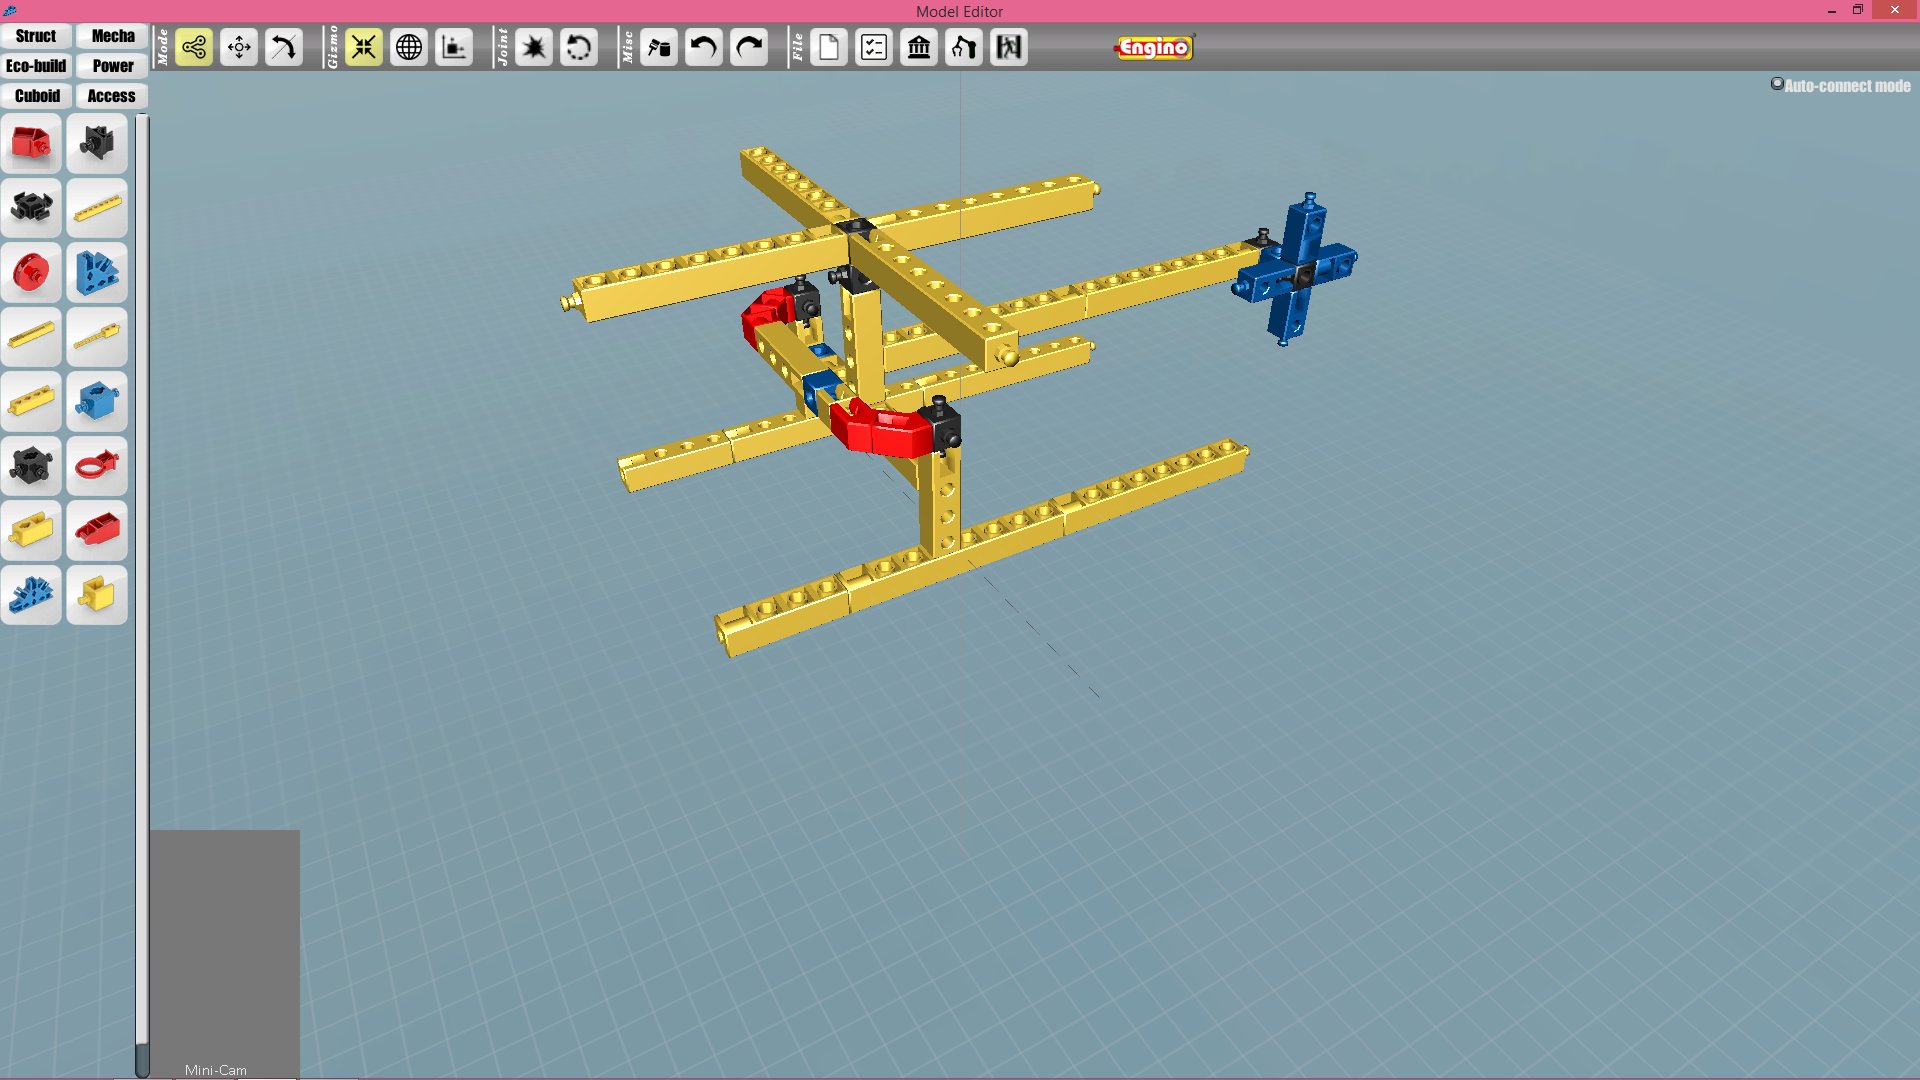 Model Editor
Struct
Mecha
Mode
Gizmo
Joint
Misc
File
Engino
Eco-build
Power
Cuboid
Access
Auto-connect mode
Mini-Cam